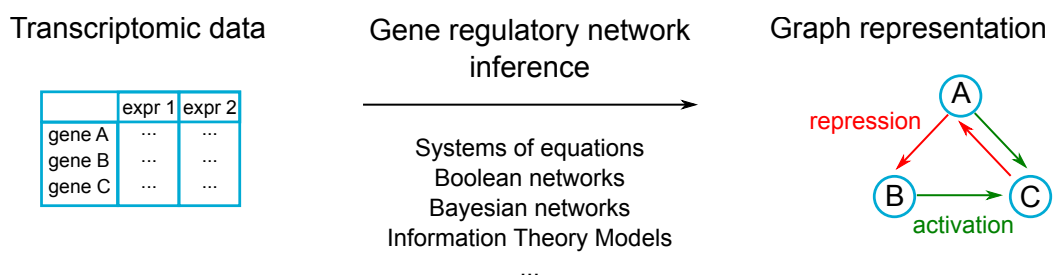 Transcriptomic data
expr 1 expr 2
gene A ... ...
gene B ... ...
gene C ... ...
Gene regulatory network
inference
Systems of equations
Boolean networks
Bayesian networks
Information Theory Models
...
Graph representation
A
repression
B
C
activation